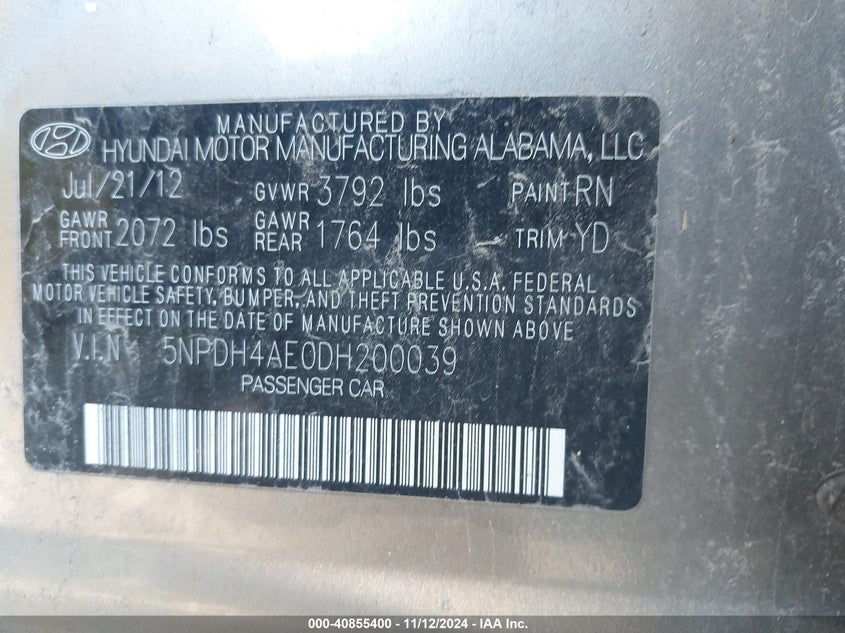 MANUFACTURED BY
HYUNDAI MOTOR MANUFACTURING ALABAMA, LLC
Jul/21/12 GVWR 3792 lbs PAINT RN
GAWR FRONT 2072 lbs GAWR REAR 1764 lbs TRIM YD
THIS VEHICLE CONFORMS TO ALL APPLICABLE U.S.A. FEDERAL
MOTOR VEHICLE SAFETY, BUMPER, AND THEFT PREVENTION STANDARDS
IN EFFECT ON THE DATE OF MANUFACTURE SHOWN ABOVE.
V.I.N 5NPDH4AE0DH200039
PASSENGER CAR
000-40855400 - 11/12/2024 - IAA Inc.